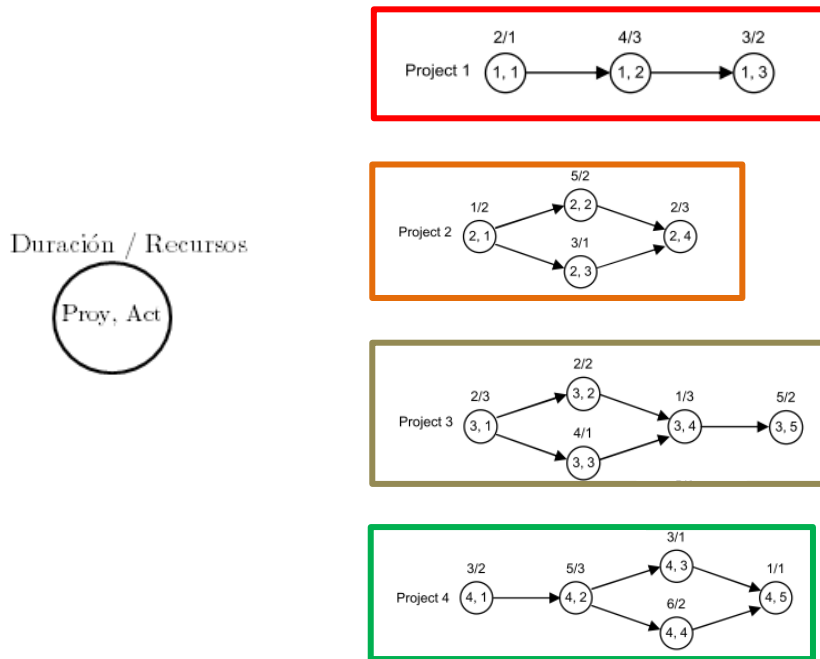 Duración / Recursos
Proy, Act
2/1 4/3 3/2
Project 1 1, 1 1, 2 1, 3
5/2
1/2 2, 2 2/3
Project 2 2, 1 3/1 2, 4
2, 3
2/2
2/3 3, 2 1/3 5/2
Project 3 3, 1 4/1 3, 4 3, 5
3, 3
3/1
3/2 5/3 4, 3 1/1
Project 4 4, 1 4, 2 6/2 4, 5
4, 4